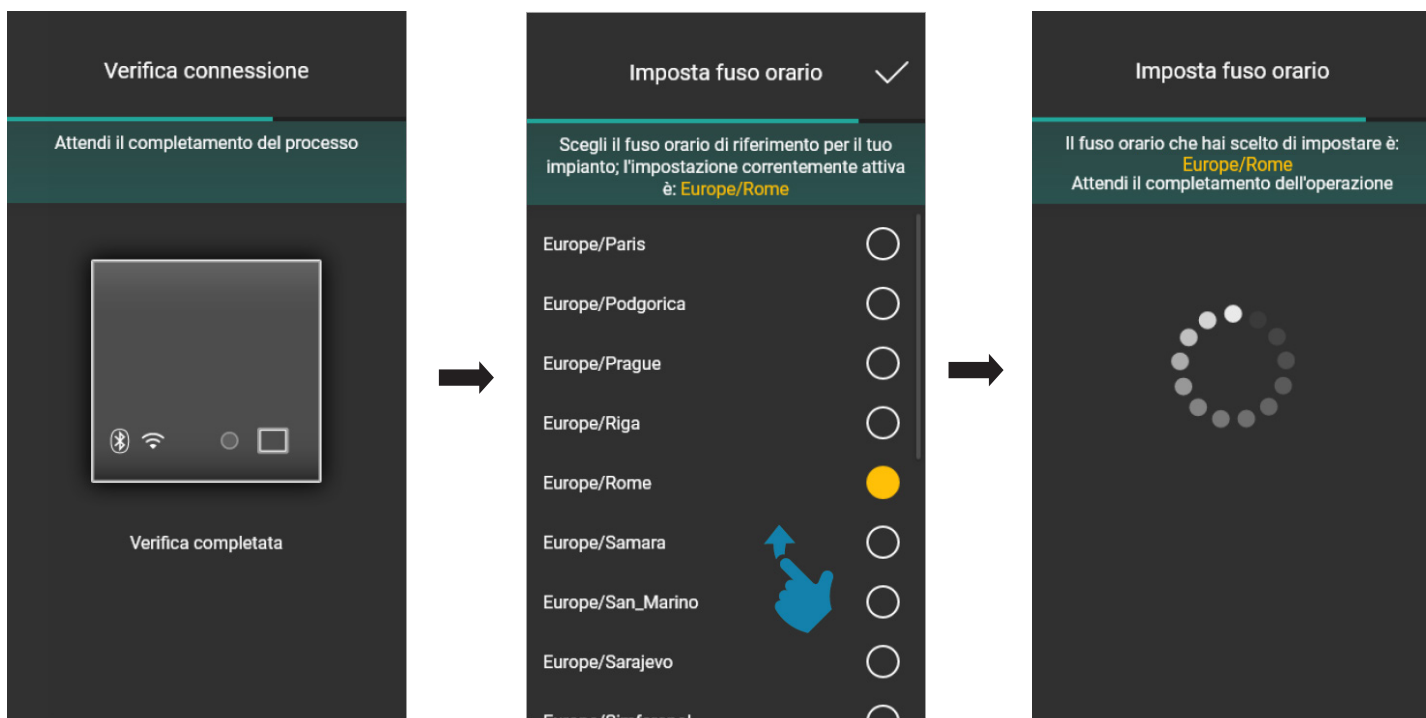 Verifica connessione
Attendi il completamento del processo
Verifica completata
Imposta fuso orario
Scegli il fuso orario di riferimento per il tuo
impianto; l'impostazione correntemente attiva
è: Europe/Rome
Europe/Paris
Europe/Podgorica
Europe/Prague
Europe/Riga
Europe/Rome
Europe/Samara
Europe/San_Marino
Europe/Sarajevo
Imposta fuso orario
Il fuso orario che hai scelto di impostare è:
Europe/Rome
Attendi il completamento dell'operazione